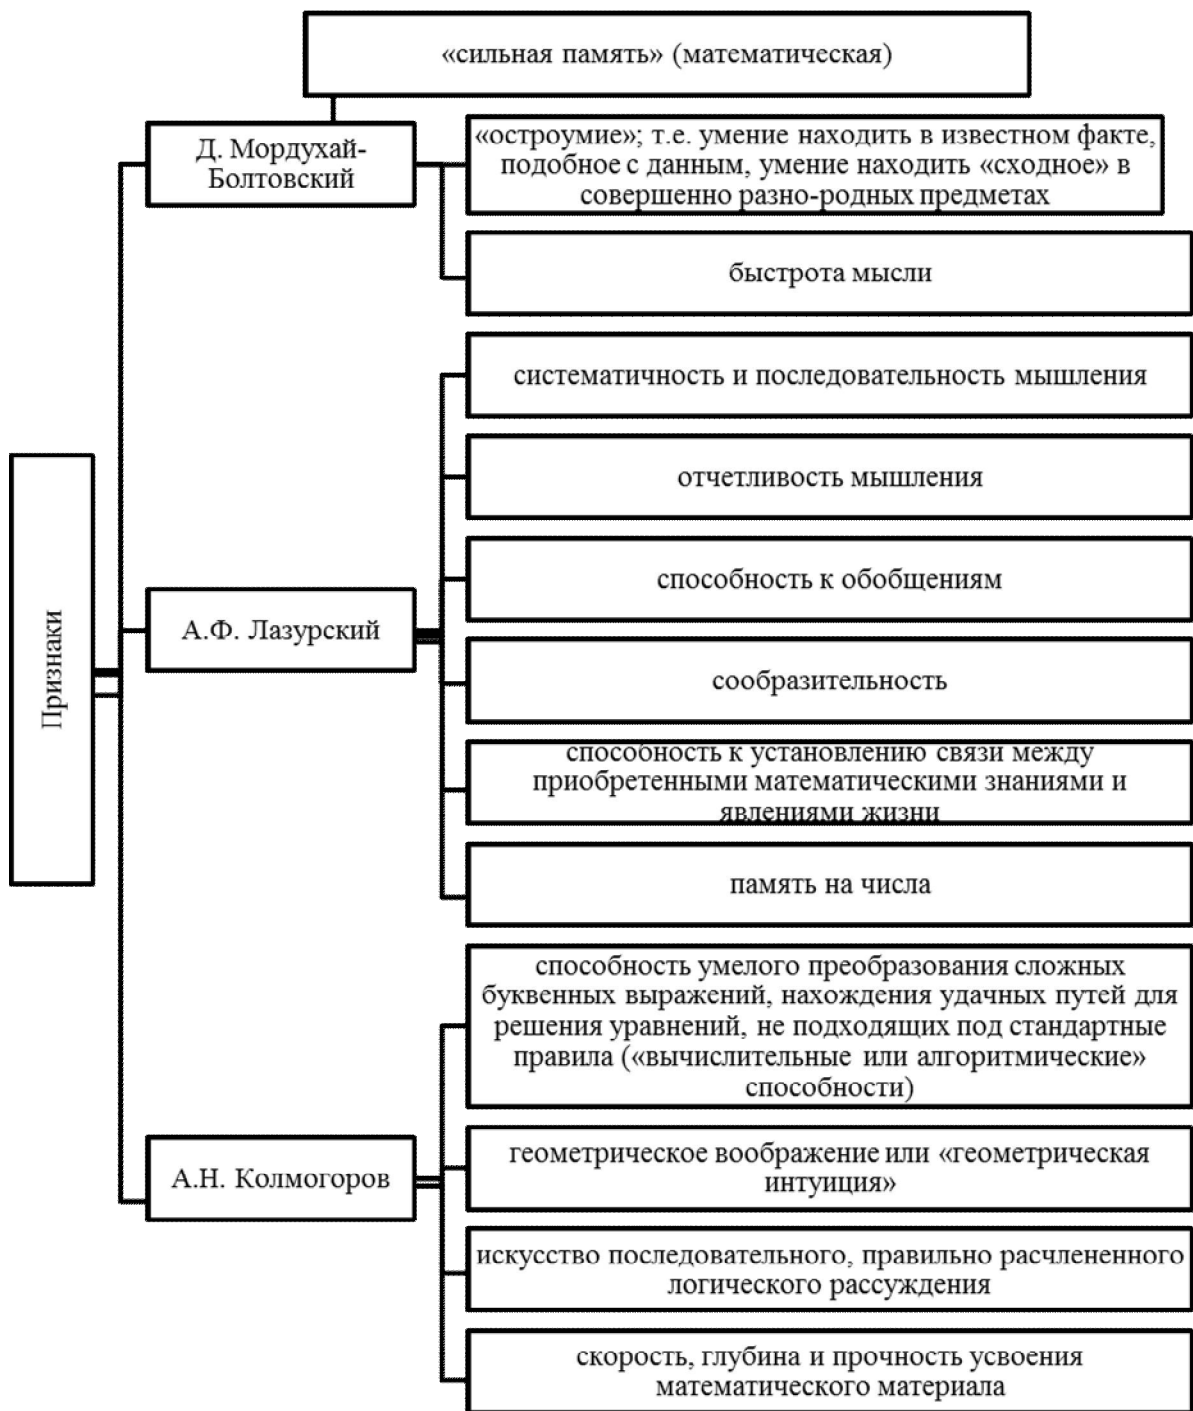 «сильная память» (математическая)
Д. Мордухай-
Болтовский
«остроумие»; т.е. умение находить в известном факте,
подобное с данным, умение находить «сходное» в
совершенно разно-родных предметах
быстрота мысли
систематичность и последовательность мышления
отчетливость мышления
способность к обобщениям
Признаки
А.Ф. Лазурский
сообразительность
способность к установлению связи между
приобретенными математическими знаниями и
явлениями жизни
память на числа
способность умелого преобразования сложных
буквенных выражений, нахождения удачных путей для
решения уравнений, не подходящих под стандартные
правила («вычислительные или алгоритмические»
способности)
А.Н. Колмогоров
геометрическое воображение или «геометрическая
интуиция»
искусство последовательного, правильно расчлененного
логического рассуждения
скорость, глубина и прочность усвоения
математического материала